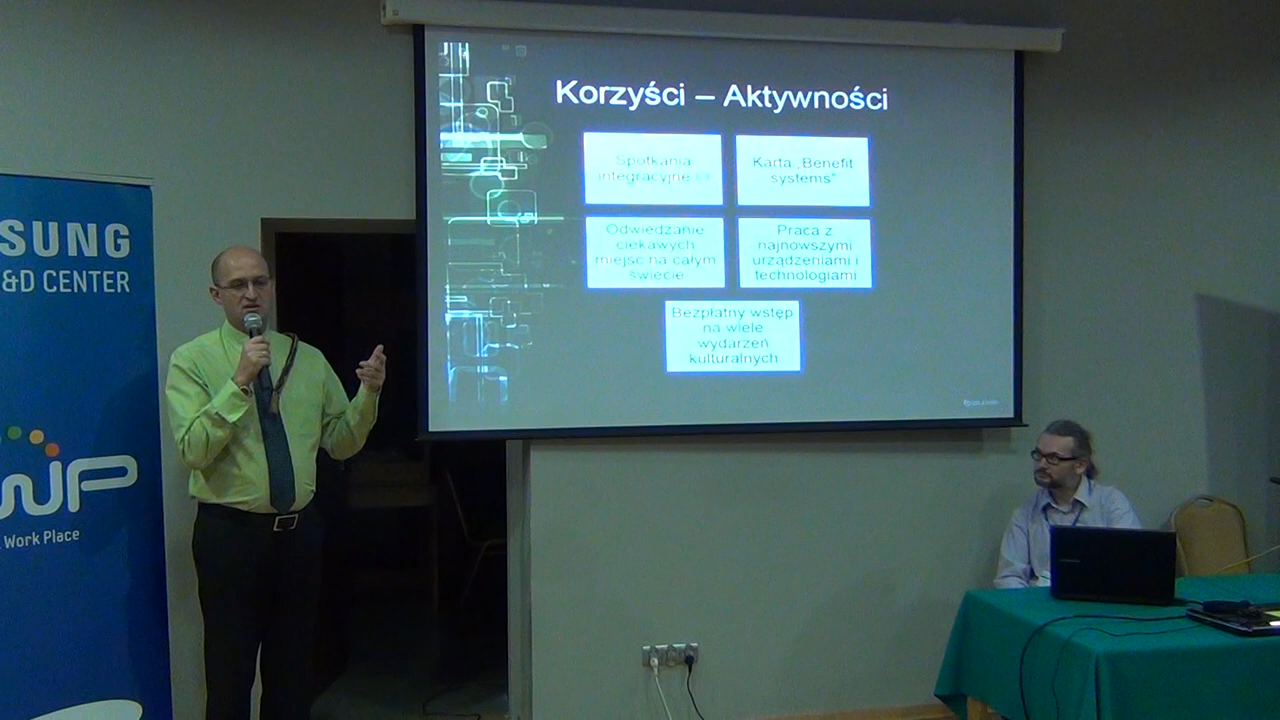 Korzyści – Aktywności
Spotkania
integracyjne
Karta „Benefit
systems”
Odwiedzanie
ciekawych
miejsc na całym
świecie
Praca z
najnowszymi
urządzeniami i
technologiami
Bezpłatny wstęp
na wiele
wydarzeń
kulturalnych
SUNG
&D CENTER
WP
Work Place